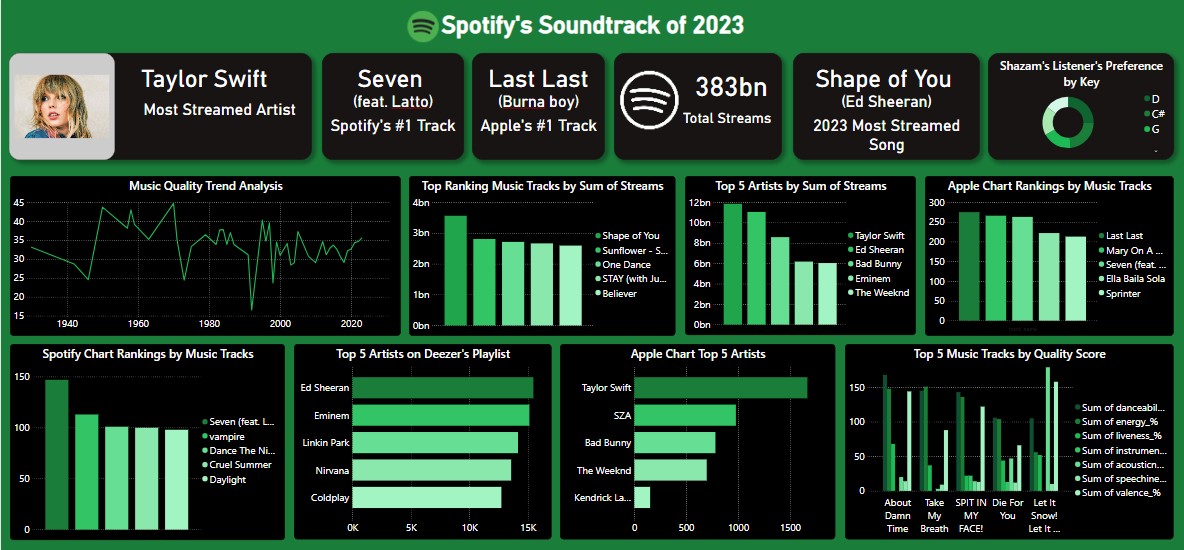 Spotify's Soundtrack of 2023
Taylor Swift
Most Streamed Artist
Seven
(feat. Latto)
Spotify's #1 Track
Last Last
(Burna boy)
Apple's #1 Track
383bn
Total Streams
Shape of You
(Ed Sheeran)
2023 Most Streamed
Song
Shazam's Listener's Preference
by Key
D
C#
G
Music Quality Trend Analysis
45
40
35
30
25
20
15
1940
1960
1980
2000
2020
Top Ranking Music Tracks by Sum of Streams
4bn
3bn
2bn
1bn
0bn
Shape of You
Sunflower - S...
One Dance
STAY (with Ju...
Believer
Top 5 Artists by Sum of Streams
12bn
10bn
8bn
6bn
4bn
2bn
0bn
Taylor Swift
Ed Sheeran
Bad Bunny
Eminem
The Weeknd
Apple Chart Rankings by Music Tracks
300
250
200
150
100
50
0
Last Last
Mary On A ...
Seven (feat. ...
Ella Baila Sola
Sprinter
Spotify Chart Rankings by Music Tracks
150
100
50
0
Seven (feat. L...
vampire
Dance The Ni...
Cruel Summer
Daylight
Top 5 Artists on Deezer's Playlist
Ed Sheeran
Eminem
Linkin Park
Nirvana
Coldplay
0K
5K
10K
15K
Apple Chart Top 5 Artists
Taylor Swift
SZA
Bad Bunny
The Weeknd
Kendrick La...
0
500
1000
1500
Top 5 Music Tracks by Quality Score
150
100
50
0
About
Damn
Time
Take
My
Breath
SPIT IN
MY
FACE!
Die For
You
Let It
Snow!
Let It ...
Sum of danceabil...
Sum of energy_%
Sum of liveness_%
Sum of instrumen...
Sum of acousticn...
Sum of speechine...
Sum of valence_%